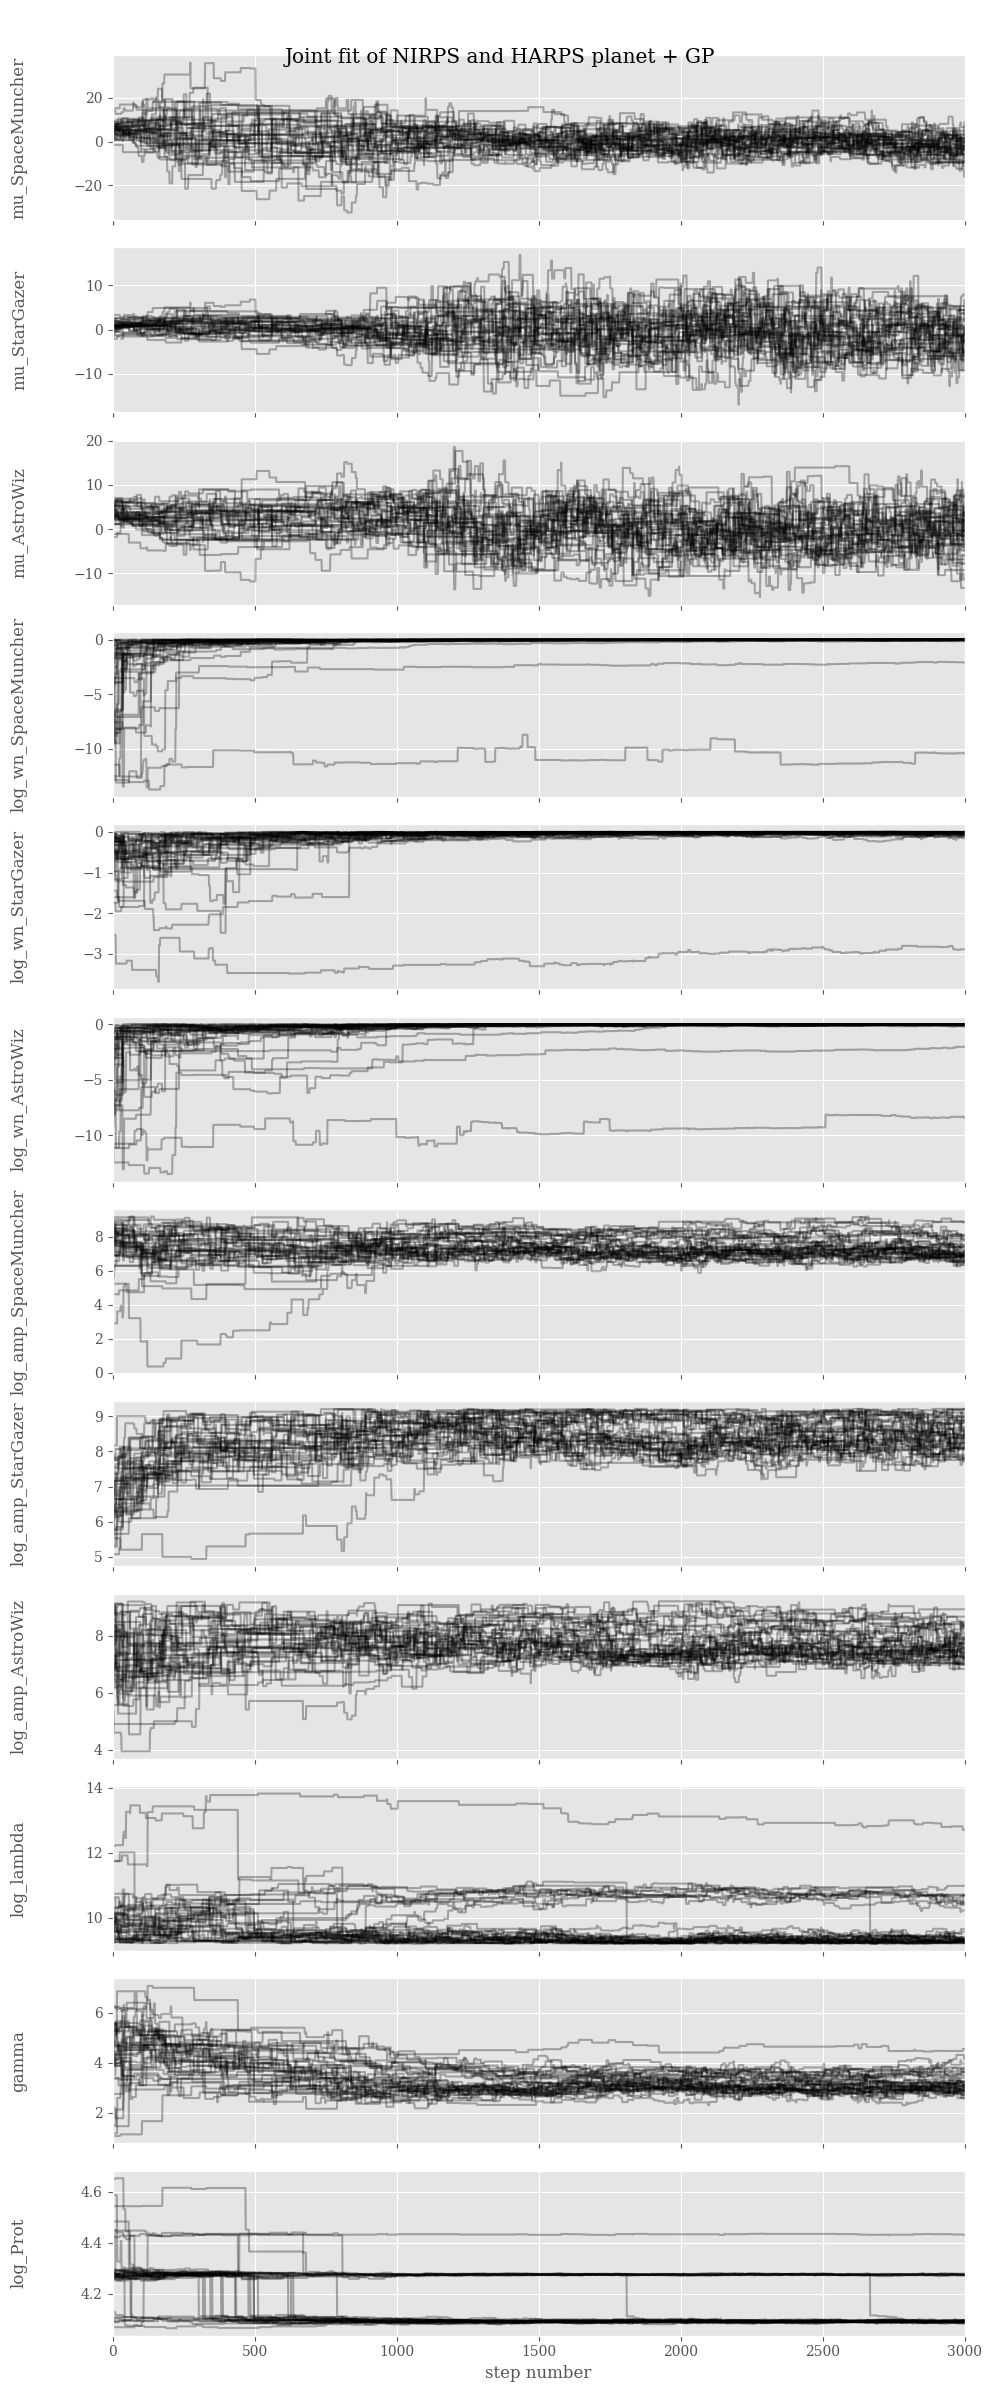 Joint fit of NIRPS and HARPS planet + GP
mu_SpaceMuncher
20
0
−20
mu_StarGazer
10
0
−10
mu_AstroWiz
20
10
0
−10
log_wn_SpaceMuncher
0
−5
−10
log_wn_StarGazer
0
−1
−2
−3
log_wn_AstroWiz
0
−5
−10
log_amp_SpaceMuncher
8
6
4
2
0
log_amp_StarGazer
9
8
7
6
5
log_amp_AstroWiz
8
6
4
log_lambda
14
12
10
gamma
6
4
2
log_Prot
4.6
4.4
4.2
0 500 1000 1500 2000 2500 3000
step number